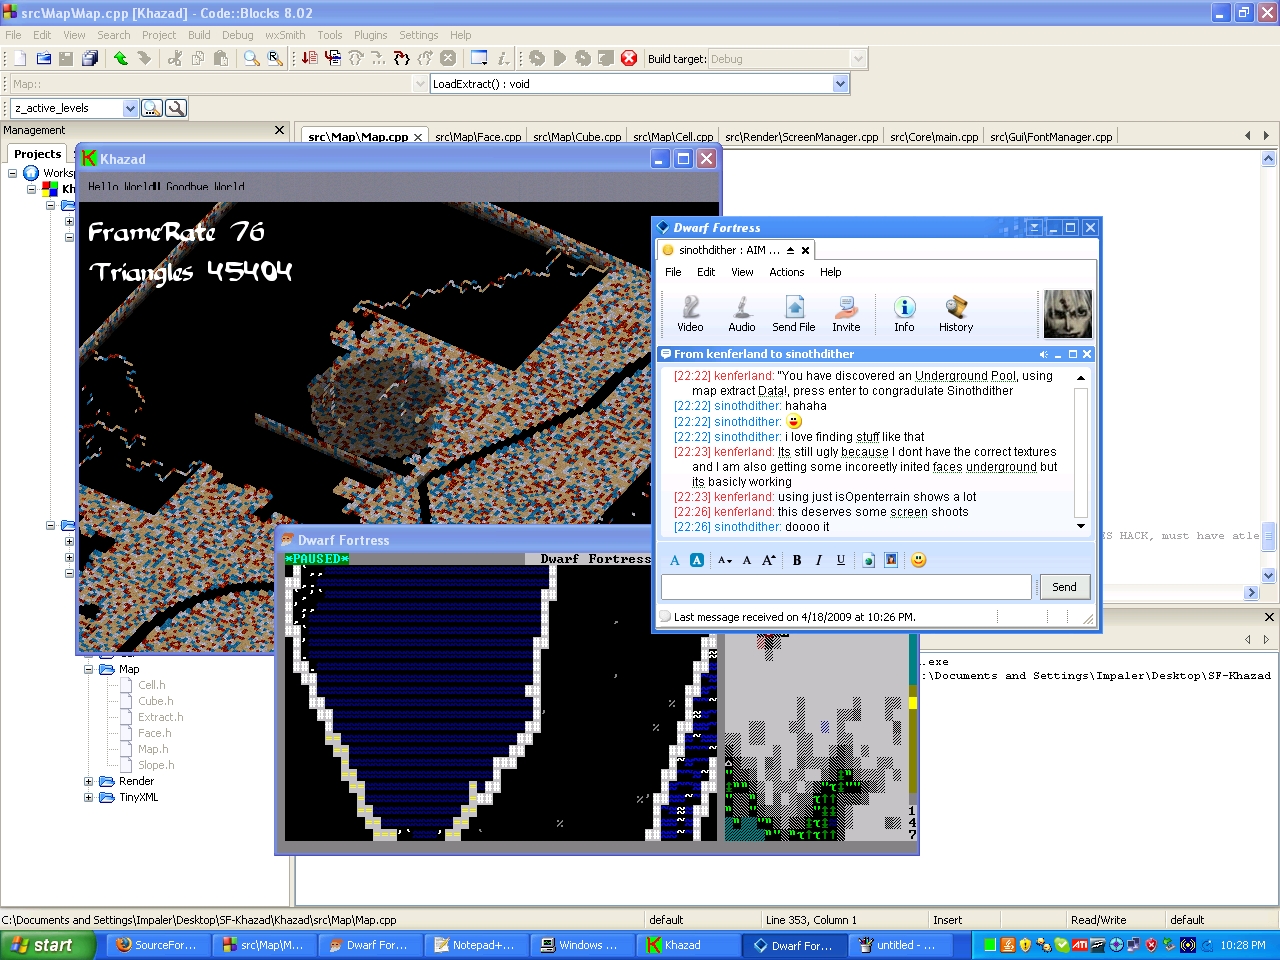 src\Map\Map.cpp [Khazad] - Code::Blocks 8.02
File Edit View Search Project Build Debug wxSmith Tools Plugins Settings Help
Build target: Debug
Map:: LoadExtract() : void
z_active_levels
Management
Projects
src\Map\Map.cpp src\Map\Face.cpp src\Map\Cube.cpp src\Map\Cell.cpp src\Render\ScreenManager.cpp src\Core\main.cpp src\Gui\FontManager.cpp
Works
Kh
Khazad
Hello World!! Goodbye World
FrameRate 76
Triangles 45404
Dwarf Fortress
sinothdither : AIM ...
File Edit View Actions Help
Video Audio Send File Invite Info History
From kenferland to sinothdither
[22:22] kenferland: "You have discovered an Underground Pool, using
map extract Data!, press enter to congradulate Sinothdither
[22:22] sinothdither: hahaha
[22:22] sinothdither:
[22:22] sinothdither: i love finding stuff like that
[22:23] kenferland: Its still ugly because I dont have the correct textures
and I am also getting some incoreetly inited faces underground but
its basicly working
[22:23] kenferland: using just isOpenterrain shows a lot
[22:26] kenferland: this deserves some screen shoots
[22:26] sinothdither: doooo it
A A A A A B I U
Send
Last message received on 4/18/2009 at 10:26 PM.
ES HACK, must have atle
Dwarf Fortress
*PAUSED* Dwarf Fortress
147
.exe
:\Documents and Settings\Impaler\Desktop\SF-Khazad
Map
Cell.h
Cube.h
Extract.h
Face.h
Map.h
Slope.h
Render
TinyXML
C:\Documents and Settings\Impaler\Desktop\SF-Khazad\Khazad\src\Map\Map.cpp default Line 353, Column 1 Insert Read/Write default
start SourceFor... src\Map\M... Dwarf For... Notepad+... Windows ... Khazad Dwarf For... untitled - ... ATI 10:28 PM